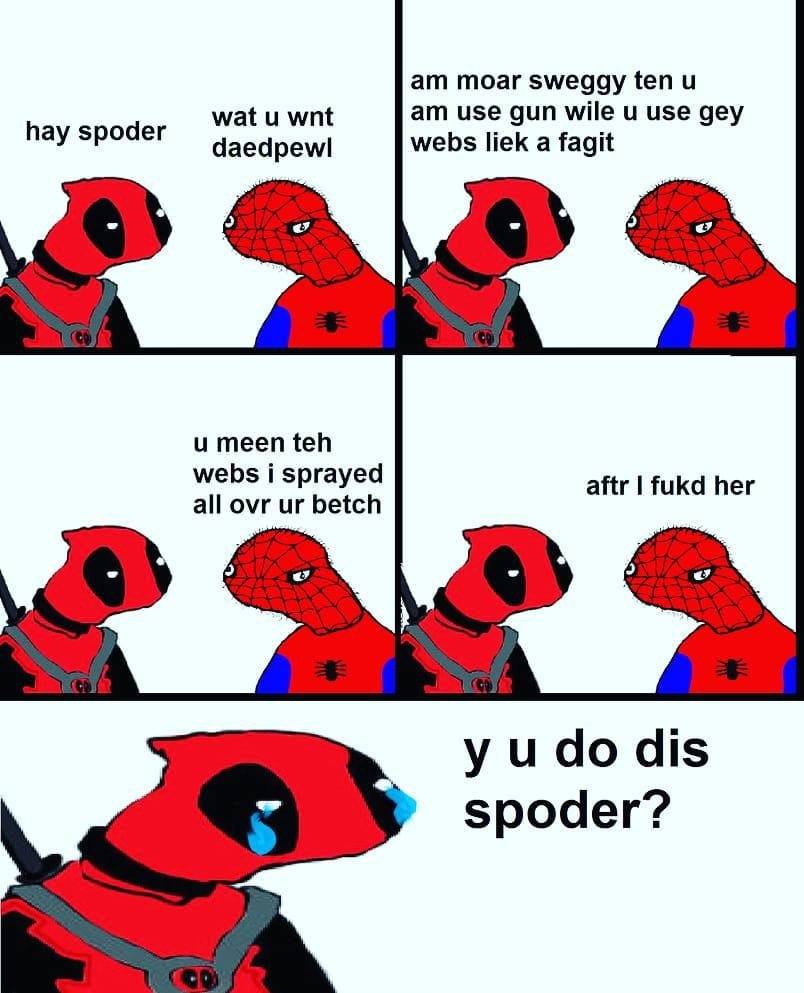 hay spoder
wat u wnt
daedpewl
am moar sweggy ten u
am use gun wile u use gey
webs liek a fagit
u meen teh
webs i sprayed
all ovr ur betch
aftr I fukd her
y u do dis
spoder?